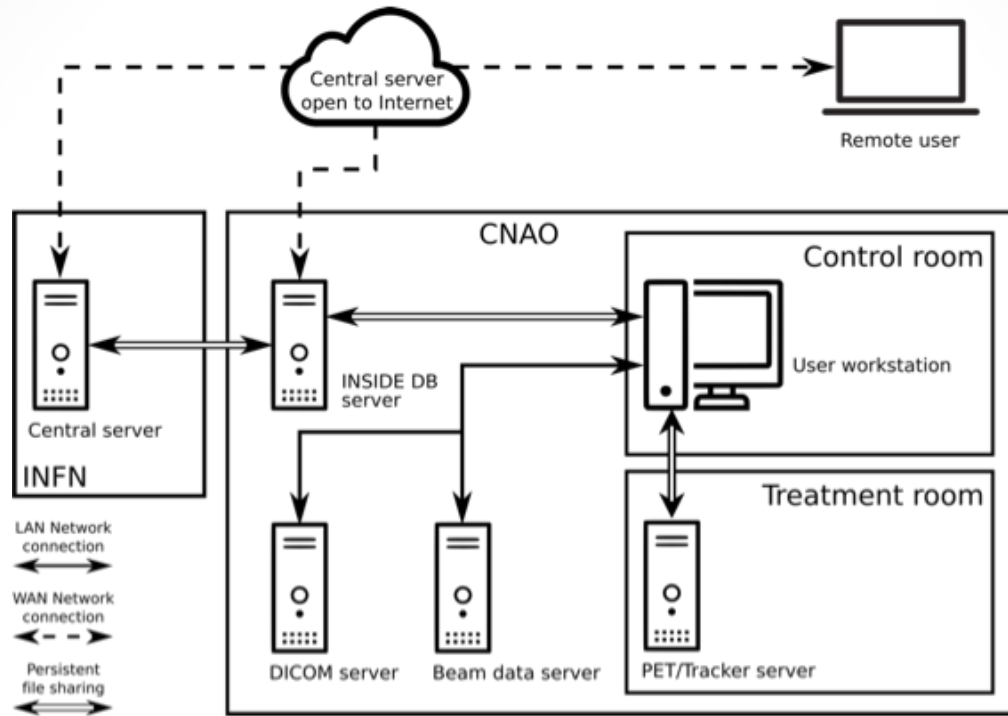 Central server
open to Internet
Remote user
CNAO
Control room
User workstation
INSIDE DB
server
Central server
INFN
Treatment room
LAN Network
connection
WAN Network
connection
Persistent
file sharing
DICOM server
Beam data server
PET/Tracker server